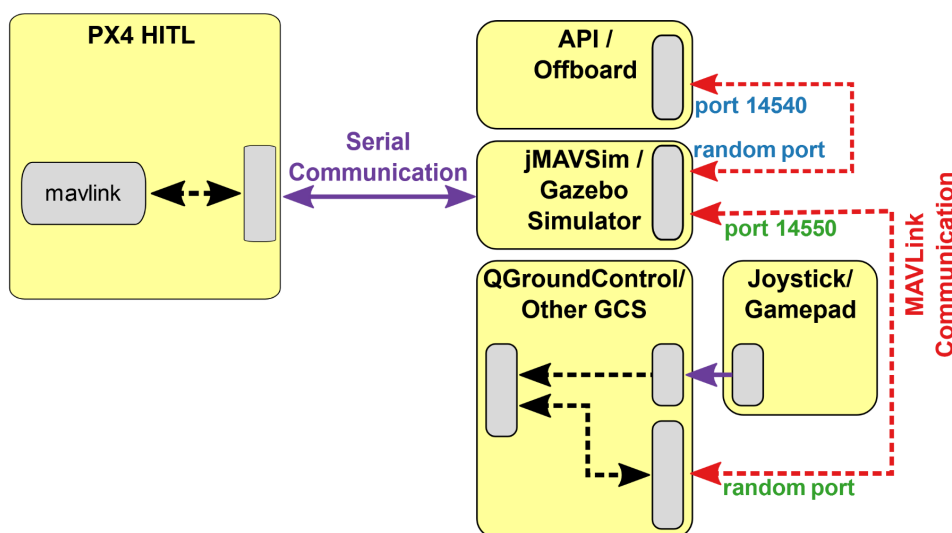 PX4 HITL
mavlink
Serial
Communication
API /
Offboard
port 14540
random port
jMAVSim /
Gazebo
Simulator
port 14550
QGroundControl/
Other GCS
Joystick/
Gamepad
random port
MAVLink
Communication